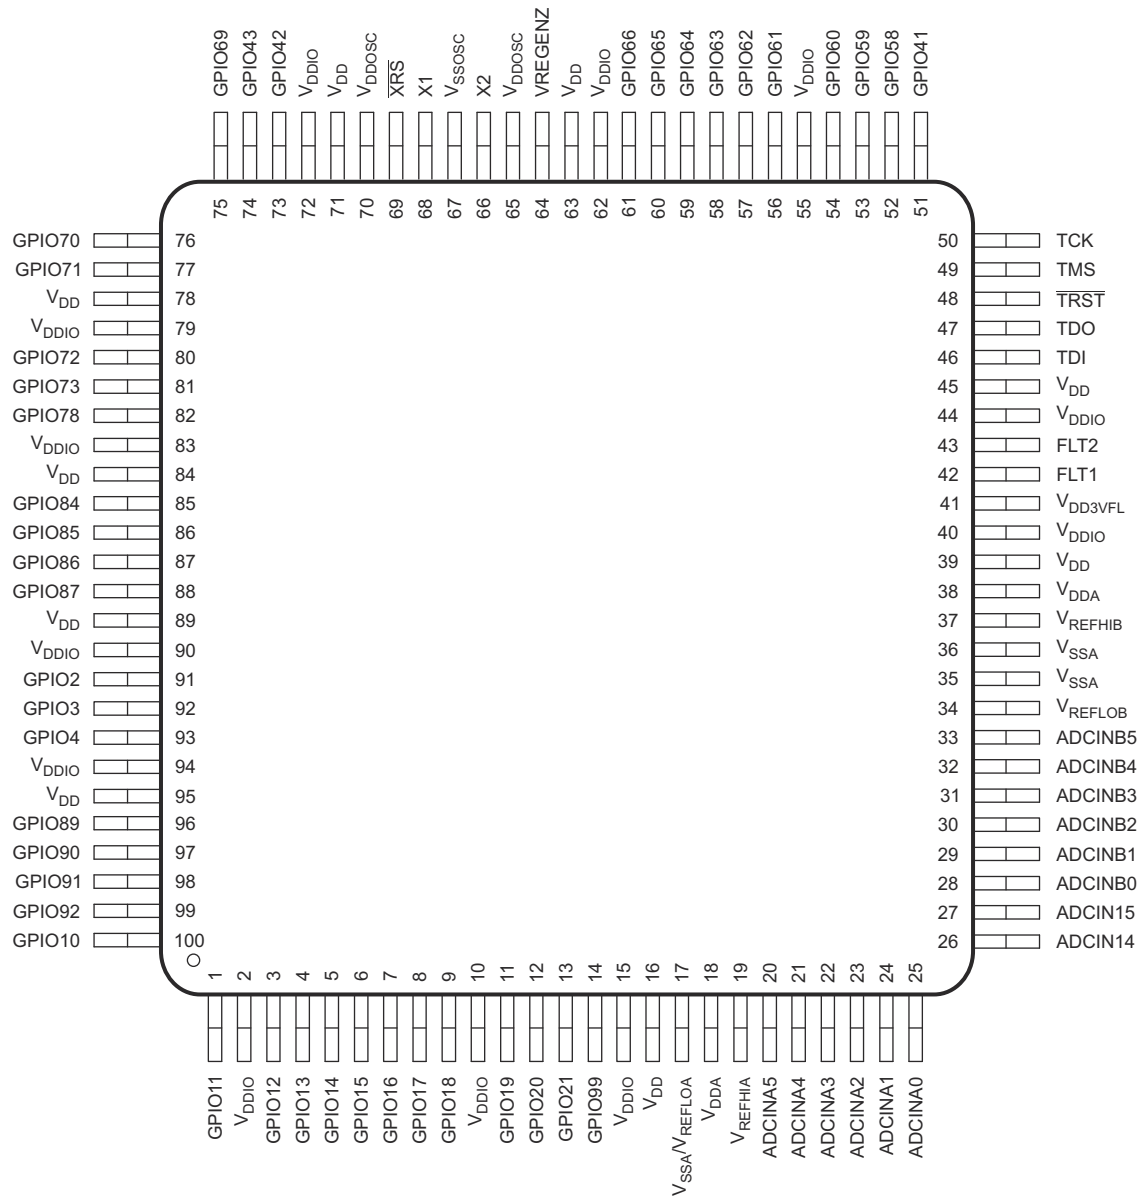 GPIO69 GPIO43 GPIO42 VDDIO VDD VDDOSC XRS X1 VSSOSC X2 VDDOSC VREGENZ VDD VDDIO GPIO66 GPIO65 GPIO64 GPIO63 GPIO62 GPIO61 VDDIO GPIO60 GPIO59 GPIO58 GPIO41
75 74 73 72 71 70 69 68 67 66 65 64 63 62 61 60 59 58 57 56 55 54 53 52 51
GPIO70 76 50 TCK
GPIO71 77 49 TMS
VDD 78 48 TRST
VDDIO 79 47 TDO
GPIO72 80 46 TDI
GPIO73 81 45 VDD
GPIO78 82 44 VDDIO
VDDIO 83 43 FLT2
VDD 84 42 FLT1
GPIO84 85 41 VDD3VFL
GPIO85 86 40 VDDIO
GPIO86 87 39 VDD
GPIO87 88 38 VDDA
VDD 89 37 VREFHIB
VDDIO 90 36 VSSA
GPIO2 91 35 VSSA
GPIO3 92 34 VREFLOB
GPIO4 93 33 ADCINB5
VDDIO 94 32 ADCINB4
VDD 95 31 ADCINB3
GPIO89 96 30 ADCINB2
GPIO90 97 29 ADCINB1
GPIO91 98 28 ADCINB0
GPIO92 99 27 ADCIN15
GPIO10 100 26 ADCIN14
1 2 3 4 5 6 7 8 9 10 11 12 13 14 15 16 17 18 19 20 21 22 23 24 25
GPIO11 VDDIO GPIO12 GPIO13 GPIO14 GPIO15 GPIO16 GPIO17 GPIO18 VDDIO GPIO19 GPIO20 GPIO21 GPIO99 VDDIO VDD VSSA/VREFLOA VDDA VREFHIA ADCINA5 ADCINA4 ADCINA3 ADCINA2 ADCINA1 ADCINA0